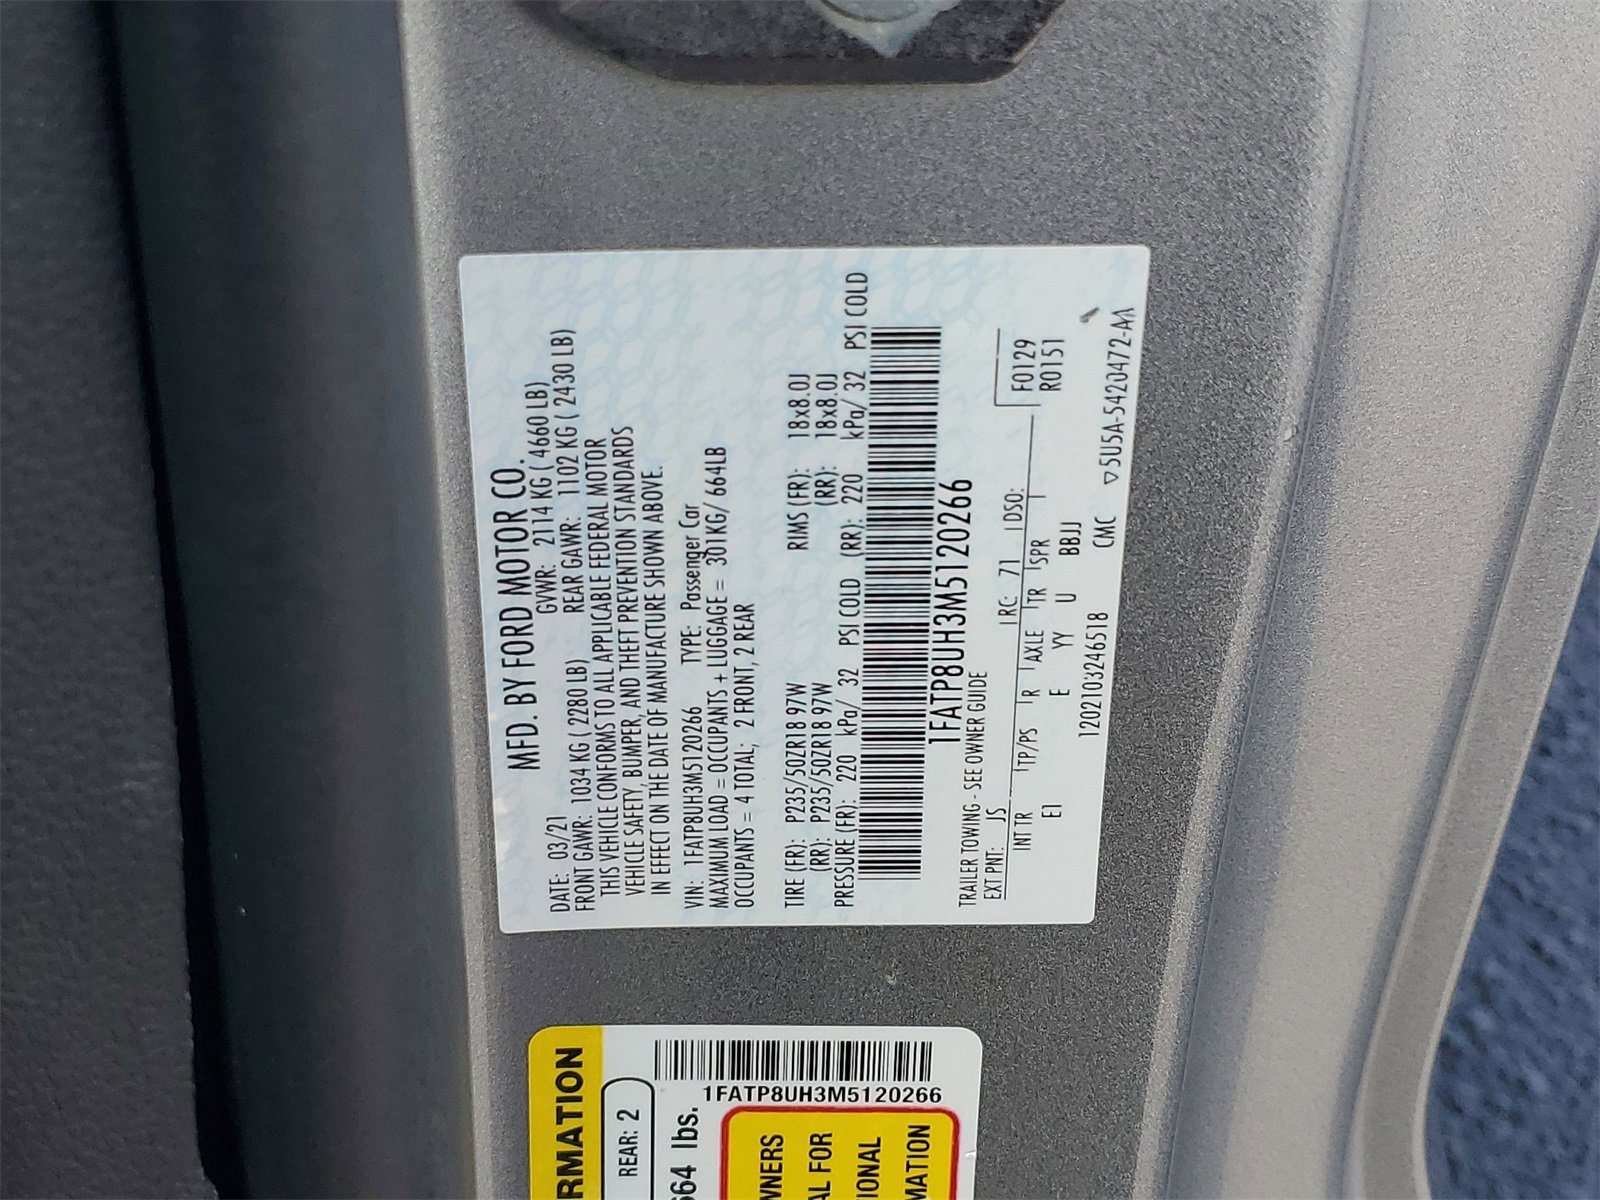 MFD. BY FORD MOTOR CO.
DATE: 03/21 GVWR: 2114 KG ( 4660 LB)
FRONT GAWR: 1034 KG ( 2280 LB) REAR GAWR: 1102 KG ( 2430 LB)
THIS VEHICLE CONFORMS TO ALL APPLICABLE FEDERAL MOTOR
VEHICLE SAFETY, BUMPER, AND THEFT PREVENTION STANDARDS
IN EFFECT ON THE DATE OF MANUFACTURE SHOWN ABOVE.
VIN: 1FATP8UH3M5120266 TYPE: Passenger Car
MAXIMUM LOAD = OCCUPANTS + LUGGAGE = 301KG/ 664LB
OCCUPANTS = 4 TOTAL; 2 FRONT, 2 REAR
TIRE (FR): P235/50ZR18 97W RIMS (FR): 18x8.0J
(RR): P235/50ZR18 97W (RR): 18x8.0J
PRESSURE (FR): 220 kPa/ 32 PSI COLD (RR): 220 kPa/ 32 PSI COLD
1FATP8UH3M5120266
TRAILER TOWING - SEE OWNER GUIDE
EXT PNT: JS RC: 71 DSO: F0129
INT TR TP/PS R AXLE TR SPR R0151
E1 E YY U BBJJ
1202103246518 CMC 5U5A-5420472-AA
RMATION
REAR: 2
664 lbs.
1FATP8UH3M5120266
WNERS
AL FOR
IONAL
MATION